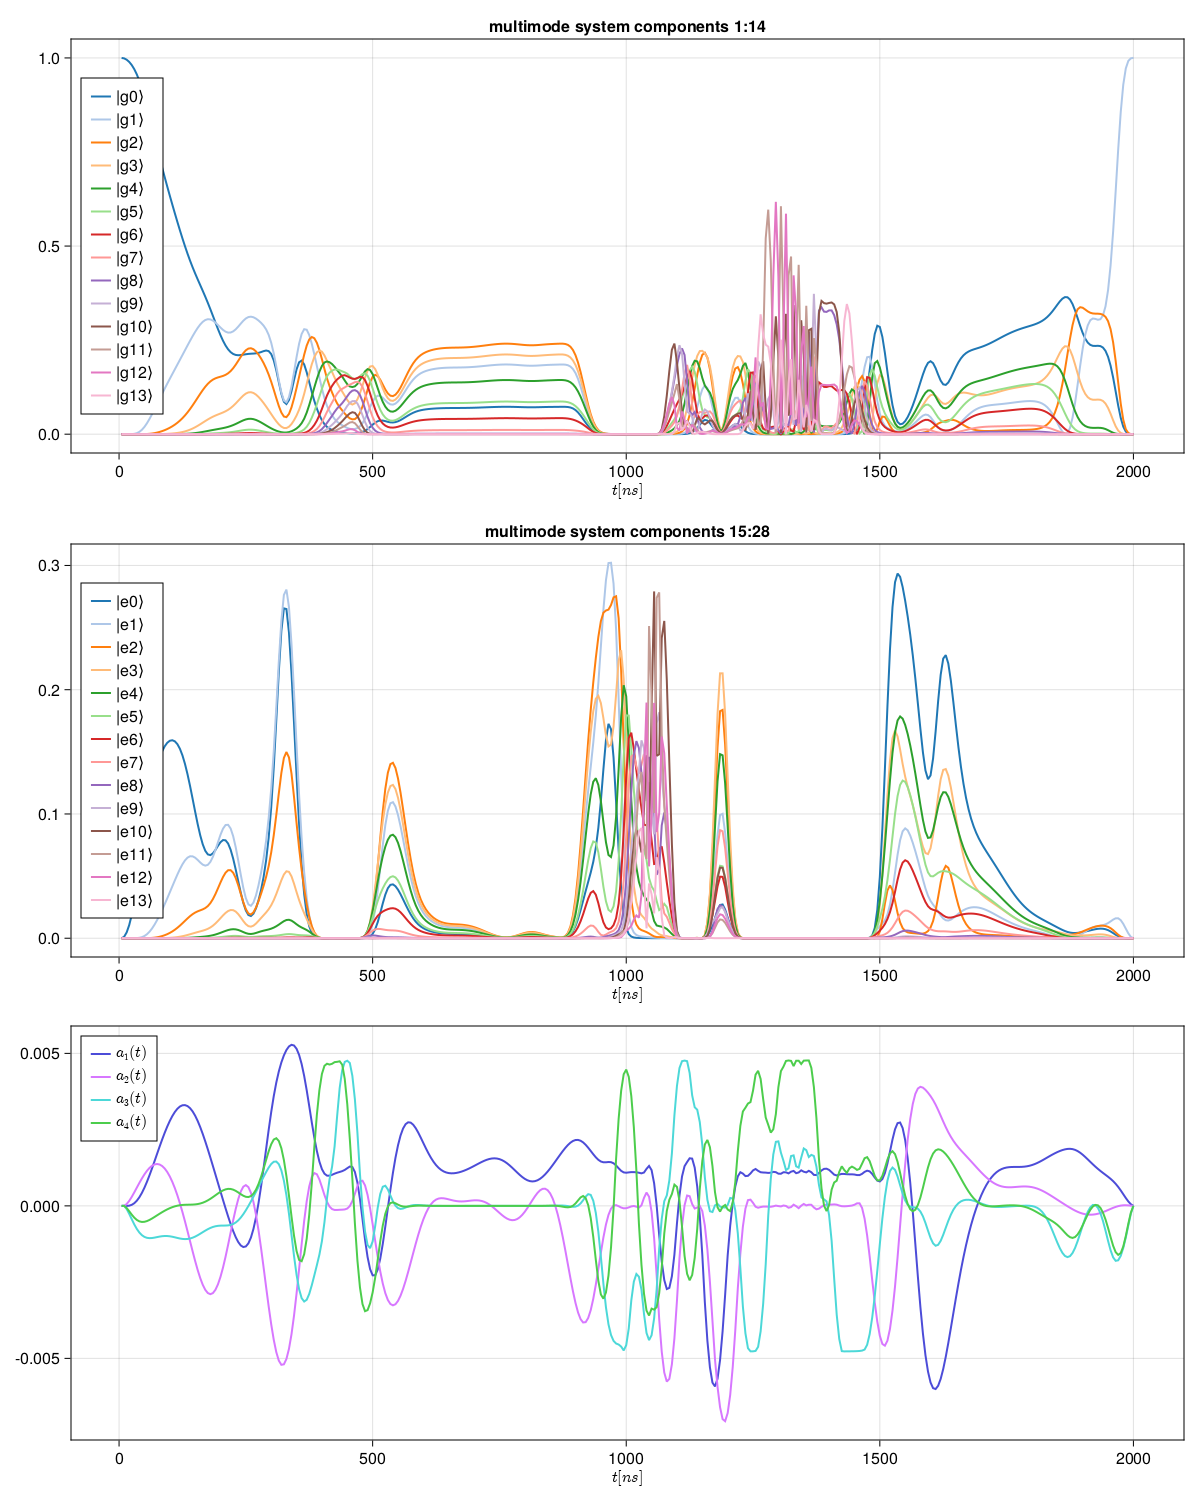 multimode system components 1:14
1.0
0.5
0.0
|g0⟩
|g1⟩
|g2⟩
|g3⟩
|g4⟩
|g5⟩
|g6⟩
|g7⟩
|g8⟩
|g9⟩
|g10⟩
|g11⟩
|g12⟩
|g13⟩
0 500 1000 1500 2000
t[ns]
multimode system components 15:28
0.3
0.2
0.1
0.0
|e0⟩
|e1⟩
|e2⟩
|e3⟩
|e4⟩
|e5⟩
|e6⟩
|e7⟩
|e8⟩
|e9⟩
|e10⟩
|e11⟩
|e12⟩
|e13⟩
0 500 1000 1500 2000
t[ns]
0.005
0.000
-0.005
a₁(t)
a₂(t)
a₃(t)
a₄(t)
0 500 1000 1500 2000
t[ns]